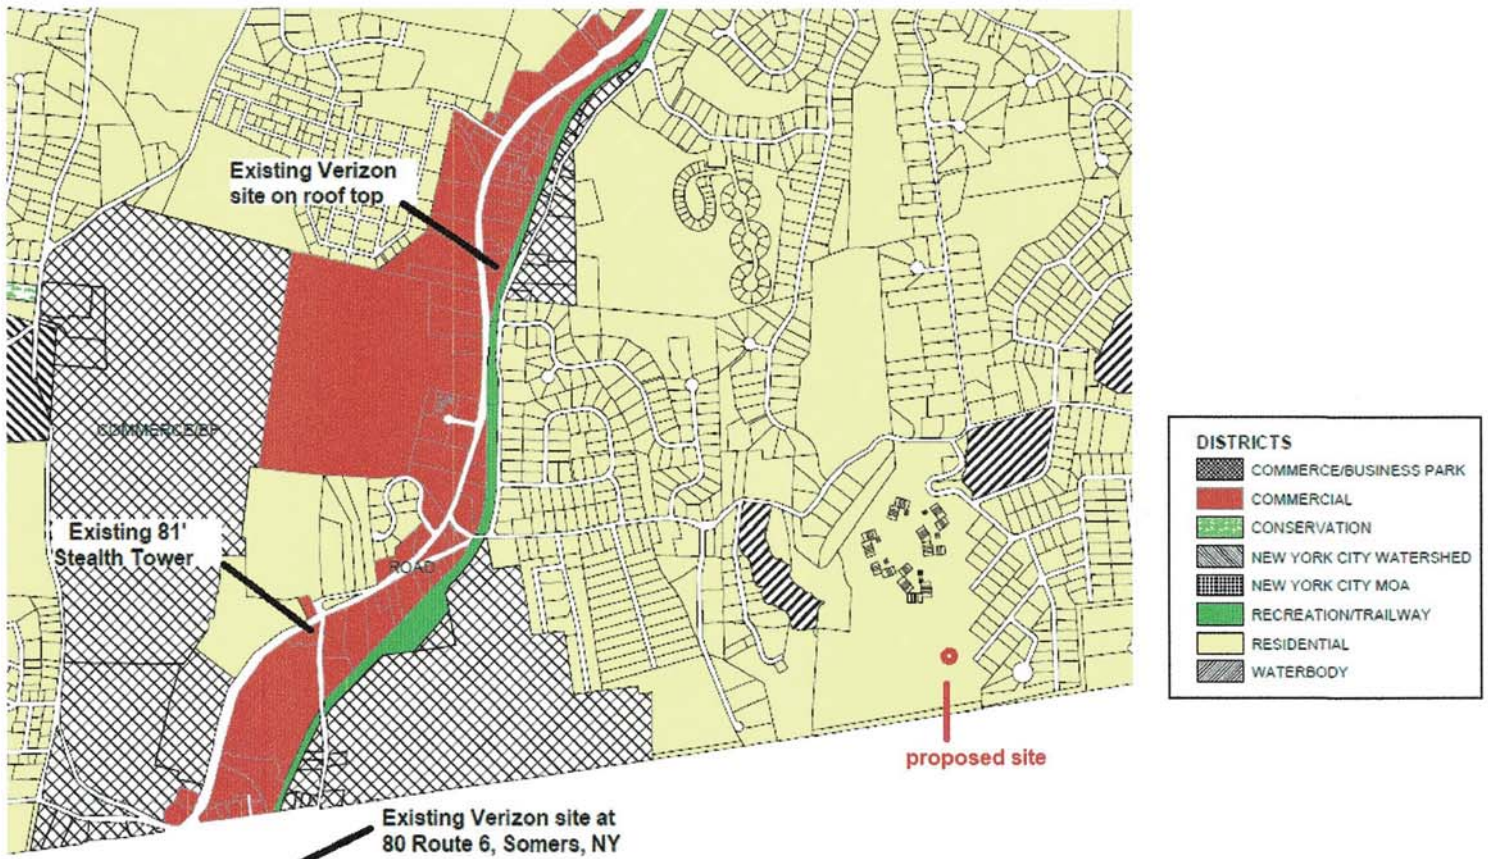 Existing Verizon
site on roof top
COMMERCE/BP
Existing 81'
Stealth Tower
ROAD
proposed site
Existing Verizon site at
80 Route 6, Somers, NY
DISTRICTS
COMMERCE/BUSINESS PARK
COMMERCIAL
CONSERVATION
NEW YORK CITY WATERSHED
NEW YORK CITY MOA
RECREATION/TRAILWAY
RESIDENTIAL
WATERBODY